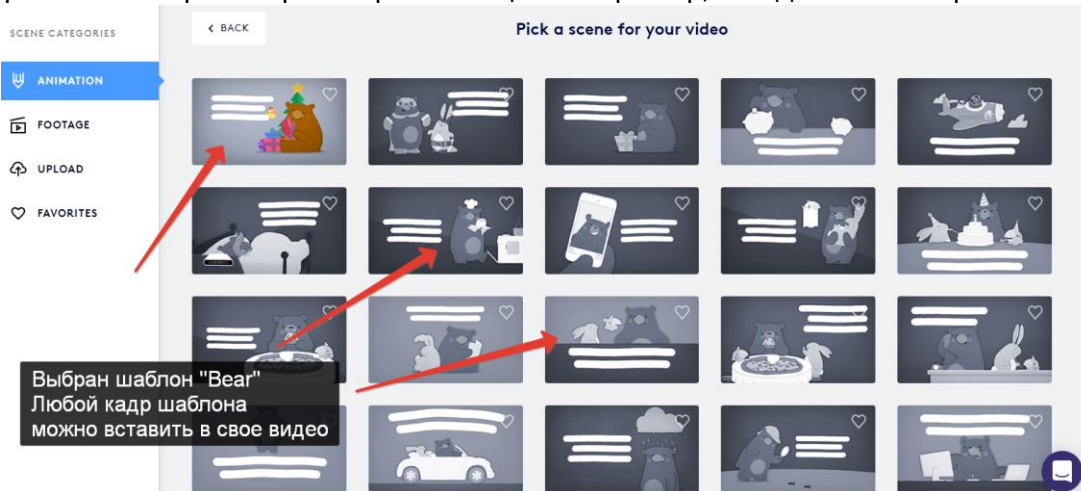 SCENE CATEGORIES
BACK
Pick a scene for your video
ANIMATION
FOOTAGE
UPLOAD
FAVORITES
Выбран шаблон "Bear"
Любой кадр шаблона
можно вставить в свое видео